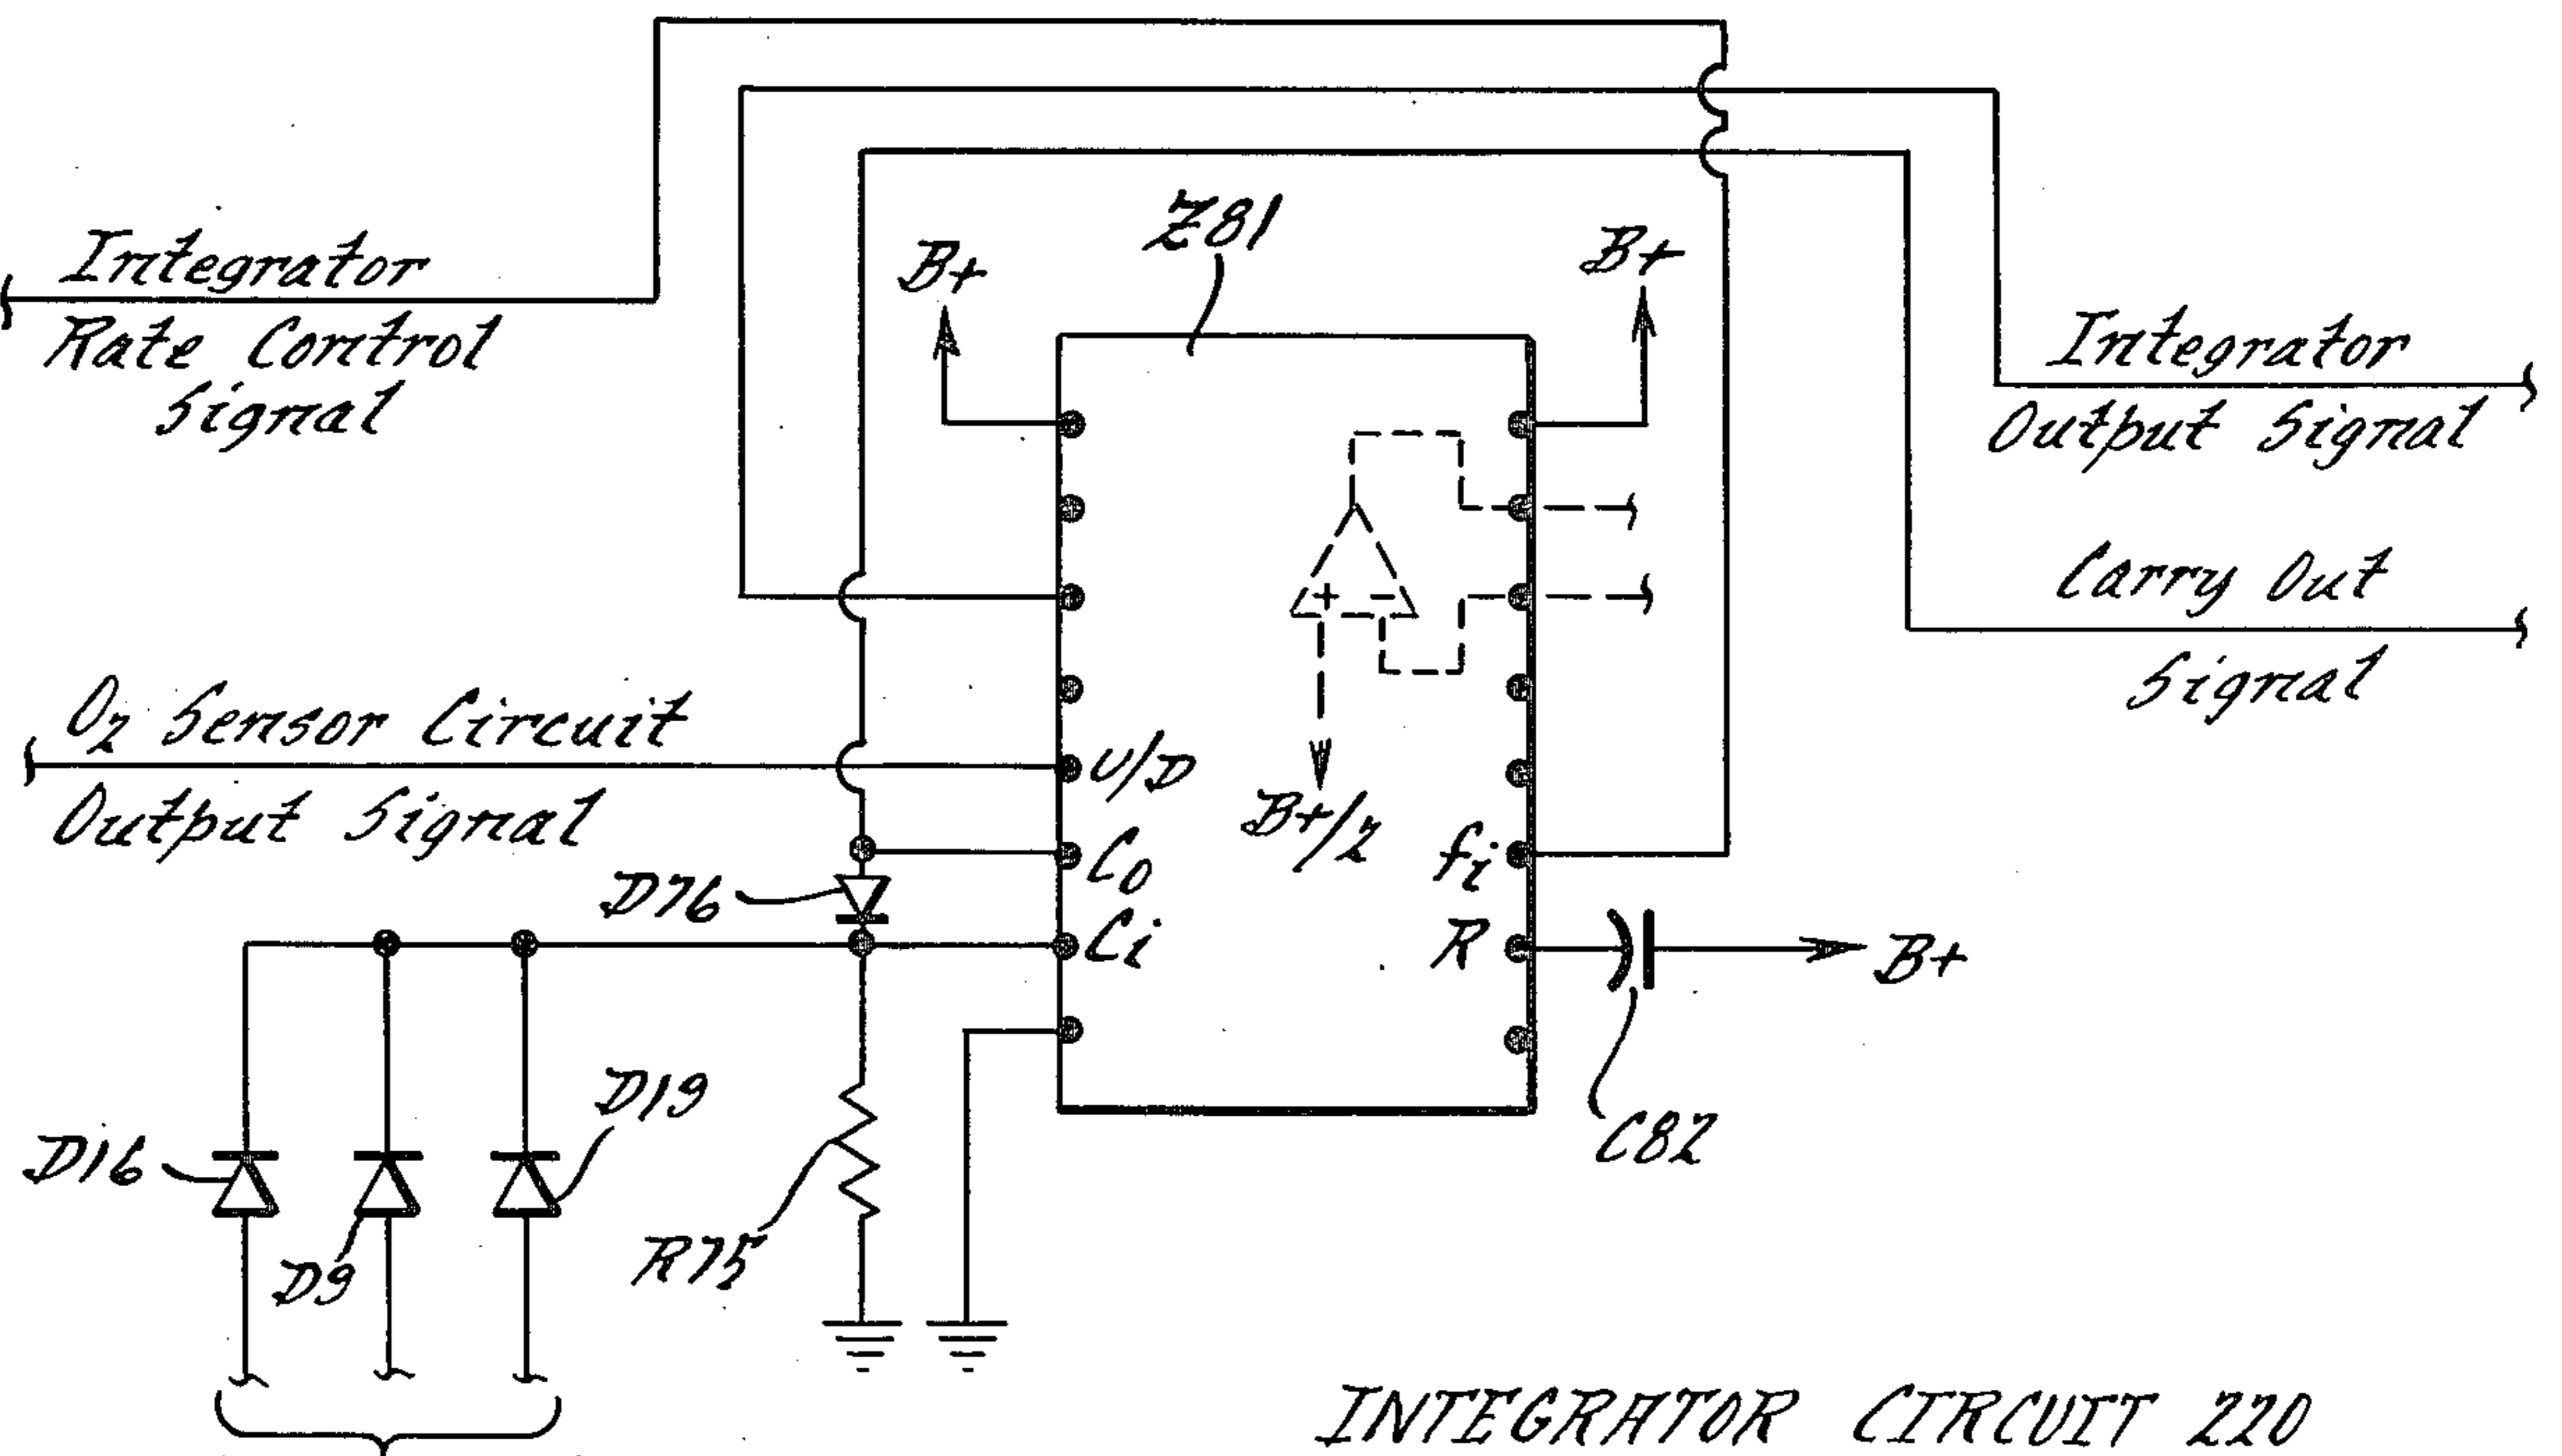 Integrator
Rate Control
Signal
Z81
B+
B+
Integrator
Output Signal
Carry Out
Signal
O2 Sensor Circuit
Output Signal
U/D
B+/2
Co
fi
D76
Ci
R
B+
C82
D16
D9
D19
R75
+ -
INTEGRATOR CIRCUIT 220